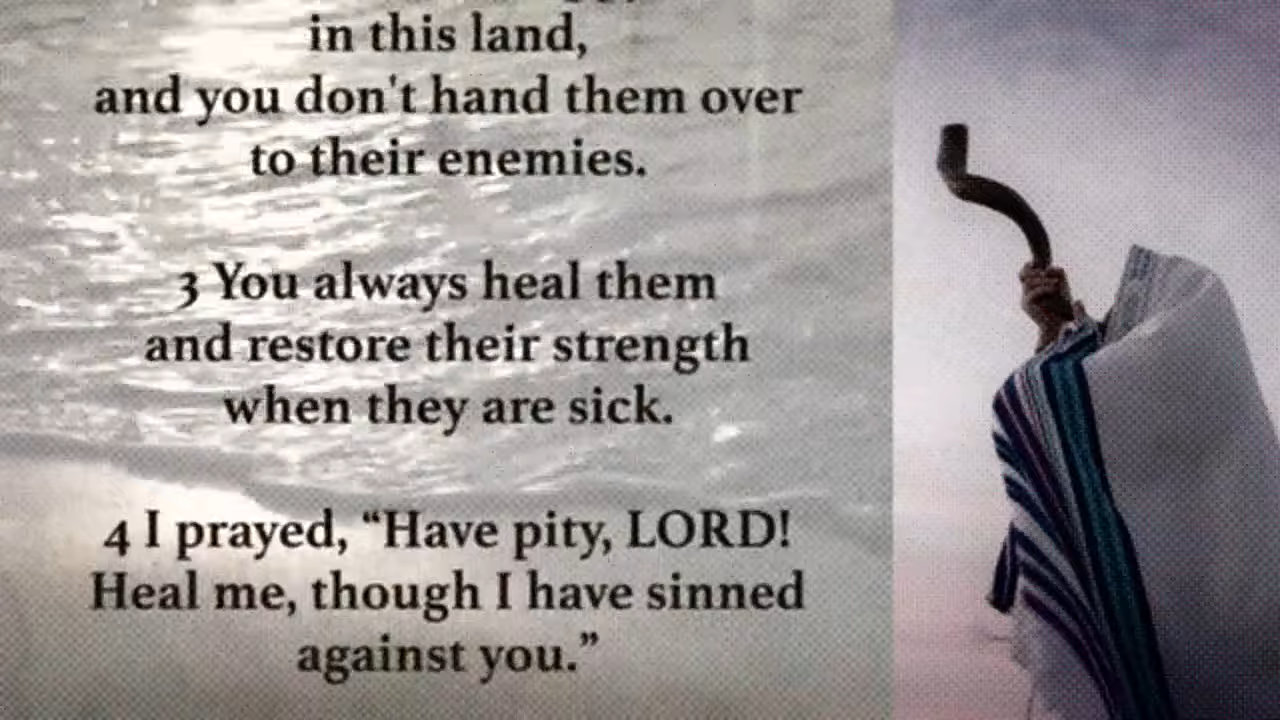 in this land,
and you don't hand them over
to their enemies.
3 You always heal them
and restore their strength
when they are sick.
4 I prayed, “Have pity, LORD!
Heal me, though I have sinned
against you.”